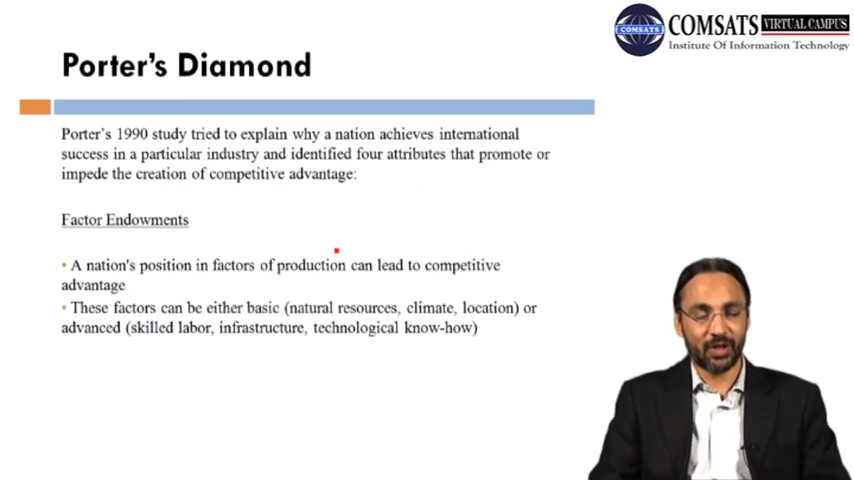 COMSATS VIRTUAL CAMPUS
COMSATS
Institute Of Information Technology
Porter's Diamond
Porter's 1990 study tried to explain why a nation achieves international
success in a particular industry and identified four attributes that promote or
impede the creation of competitive advantage:
Factor Endowments
• A nation's position in factors of production can lead to competitive
advantage
• These factors can be either basic (natural resources, climate, location) or
advanced (skilled labor, infrastructure, technological know-how)